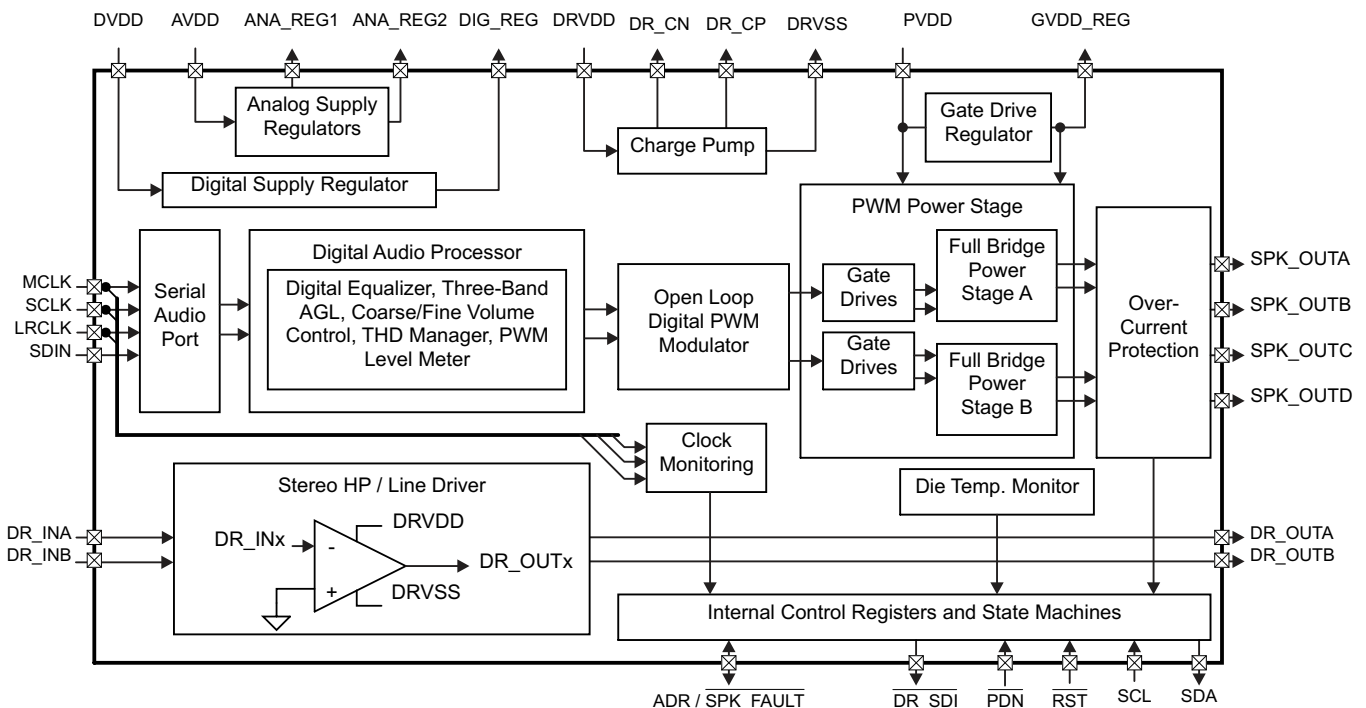 DVDD
AVDD
ANA_REG1
ANA_REG2
DIG_REG
DRVDD
DR_CN
DR_CP
DRVSS
PVDD
GVDD_REG
Analog Supply
Regulators
Charge Pump
Gate Drive
Regulator
Digital Supply Regulator
MCLK
SCLK
LRCLK
SDIN
Serial
Audio
Port
Digital Audio Processor
Digital Equalizer, Three-Band
AGL, Coarse/Fine Volume
Control, THD Manager, PWM
Level Meter
Open Loop
Digital PWM
Modulator
PWM Power Stage
Gate
Drives
Full Bridge
Power
Stage A
Gate
Drives
Full Bridge
Power
Stage B
Over-
Current
Protection
SPK_OUTA
SPK_OUTB
SPK_OUTC
SPK_OUTD
Clock
Monitoring
Die Temp. Monitor
Stereo HP / Line Driver
DR_INA
DR_INB
DR_INx
DRVDD
-
+
DRVSS
DR_OUTx
DR_OUTA
DR_OUTB
Internal Control Registers and State Machines
ADR / SPK_FAULT
DR_SDI
PDN
RST
SCL
SDA